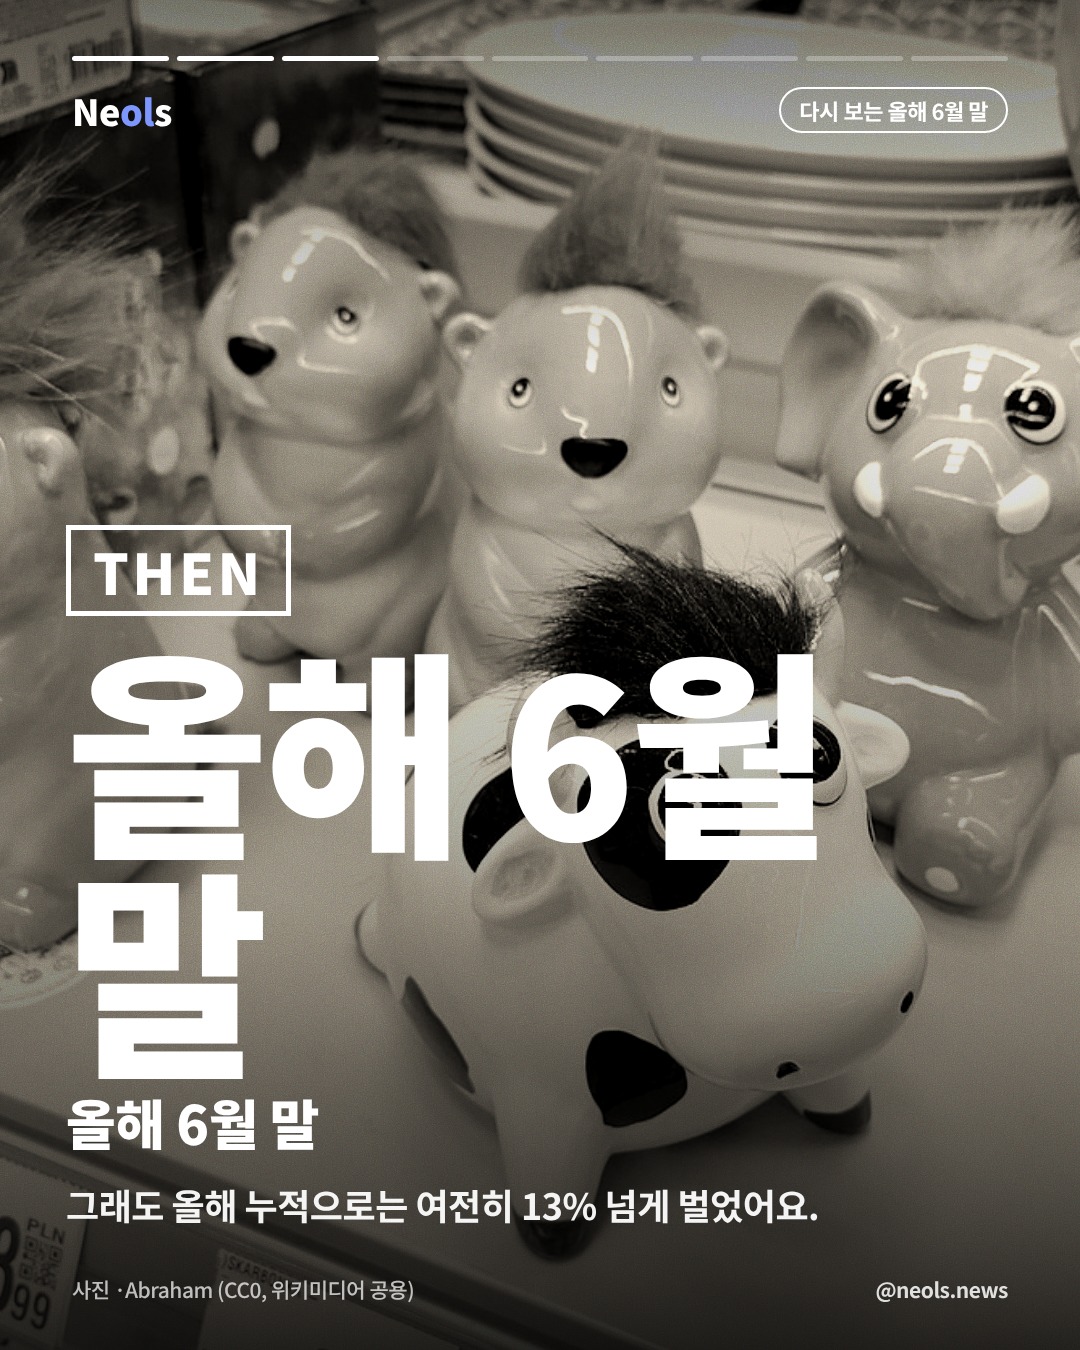 Neols
다시 보는 올해 6월 말
THEN
올해 6월
말
올해 6월 말
그래도 올해 누적으로는 여전히 13% 넘게 벌었어요.
PLN
99
사진 · Abraham (CC0, 위키미디어 공용)
@neols.news